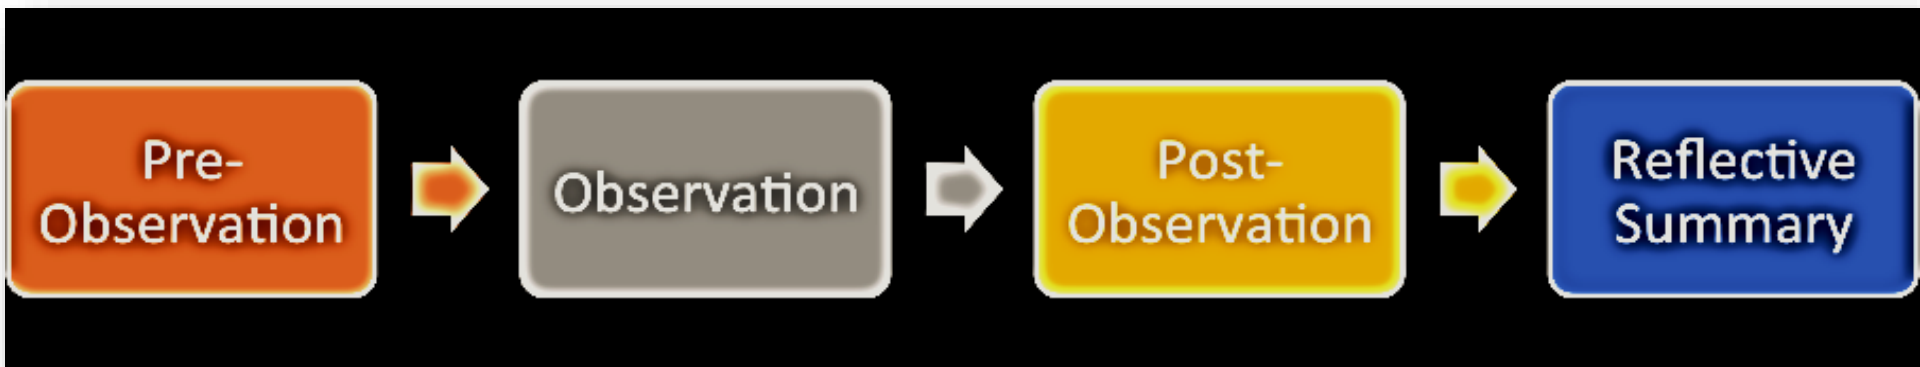 Pre-
Observation
Observation
Post-
Observation
Reflective
Summary